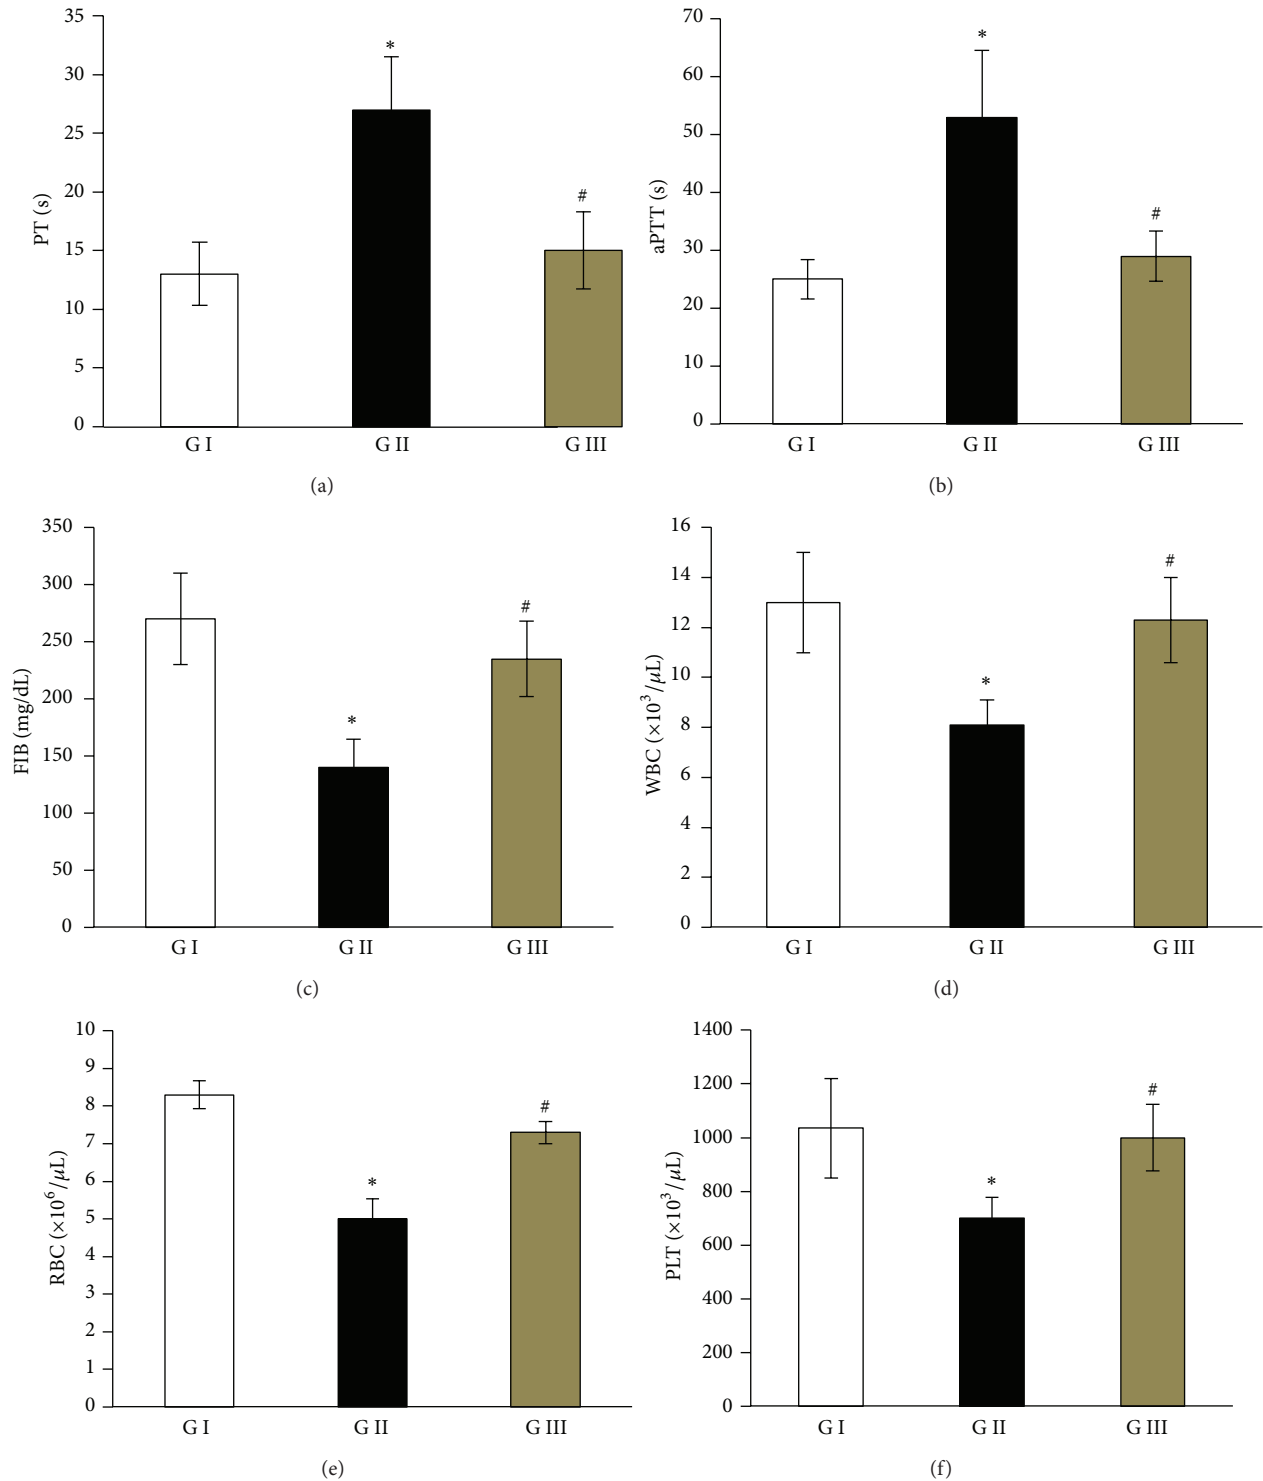 35
30
25
20
15
10
5
0
PT (s)
*
#
G I
G II
G III
(a)
70
60
50
40
30
20
10
0
aPTT (s)
*
#
G I
G II
G III
(b)
350
300
250
200
150
100
50
0
FIB (mg/dL)
*
#
G I
G II
G III
(c)
16
14
12
10
8
6
4
2
0
WBC (×10³/μL)
*
#
G I
G II
G III
(d)
10
9
8
7
6
5
4
3
2
1
0
RBC (×10⁶/μL)
*
#
G I
G II
G III
(e)
1400
1200
1000
800
600
400
200
0
PLT (×10³/μL)
*
#
G I
G II
G III
(f)